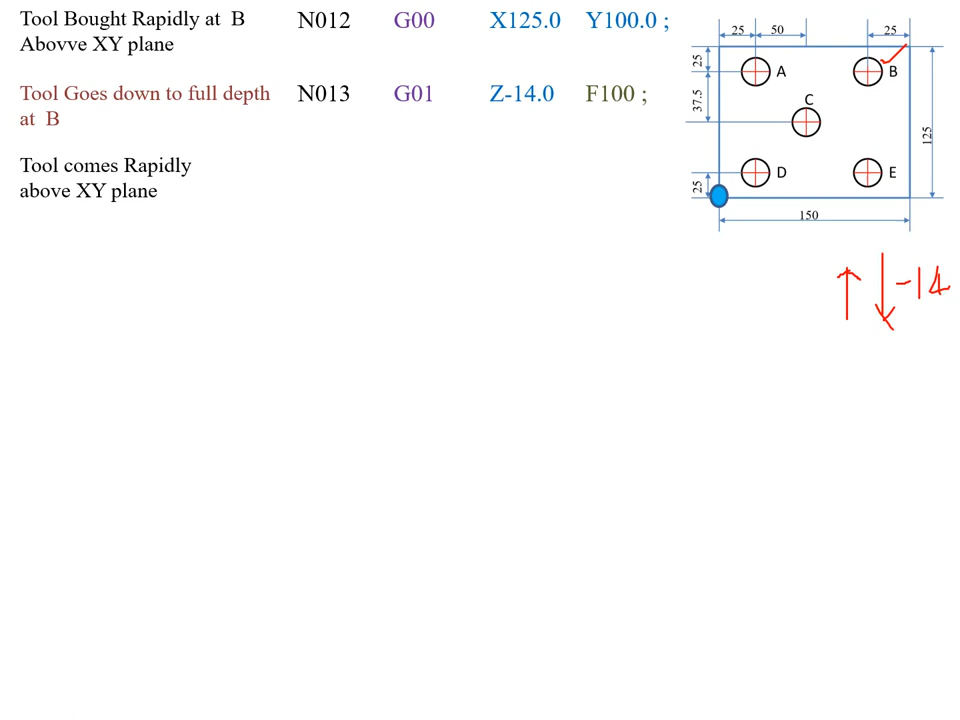 Tool Bought Rapidly at B N012 G00 X125.0 Y100.0 ;
Abovve XY plane
Tool Goes down to full depth N013 G01 Z-14.0 F100 ;
at B
Tool comes Rapidly
above XY plane
25 50 25
25
A B
37.5
C
125
D E
25
150
-14